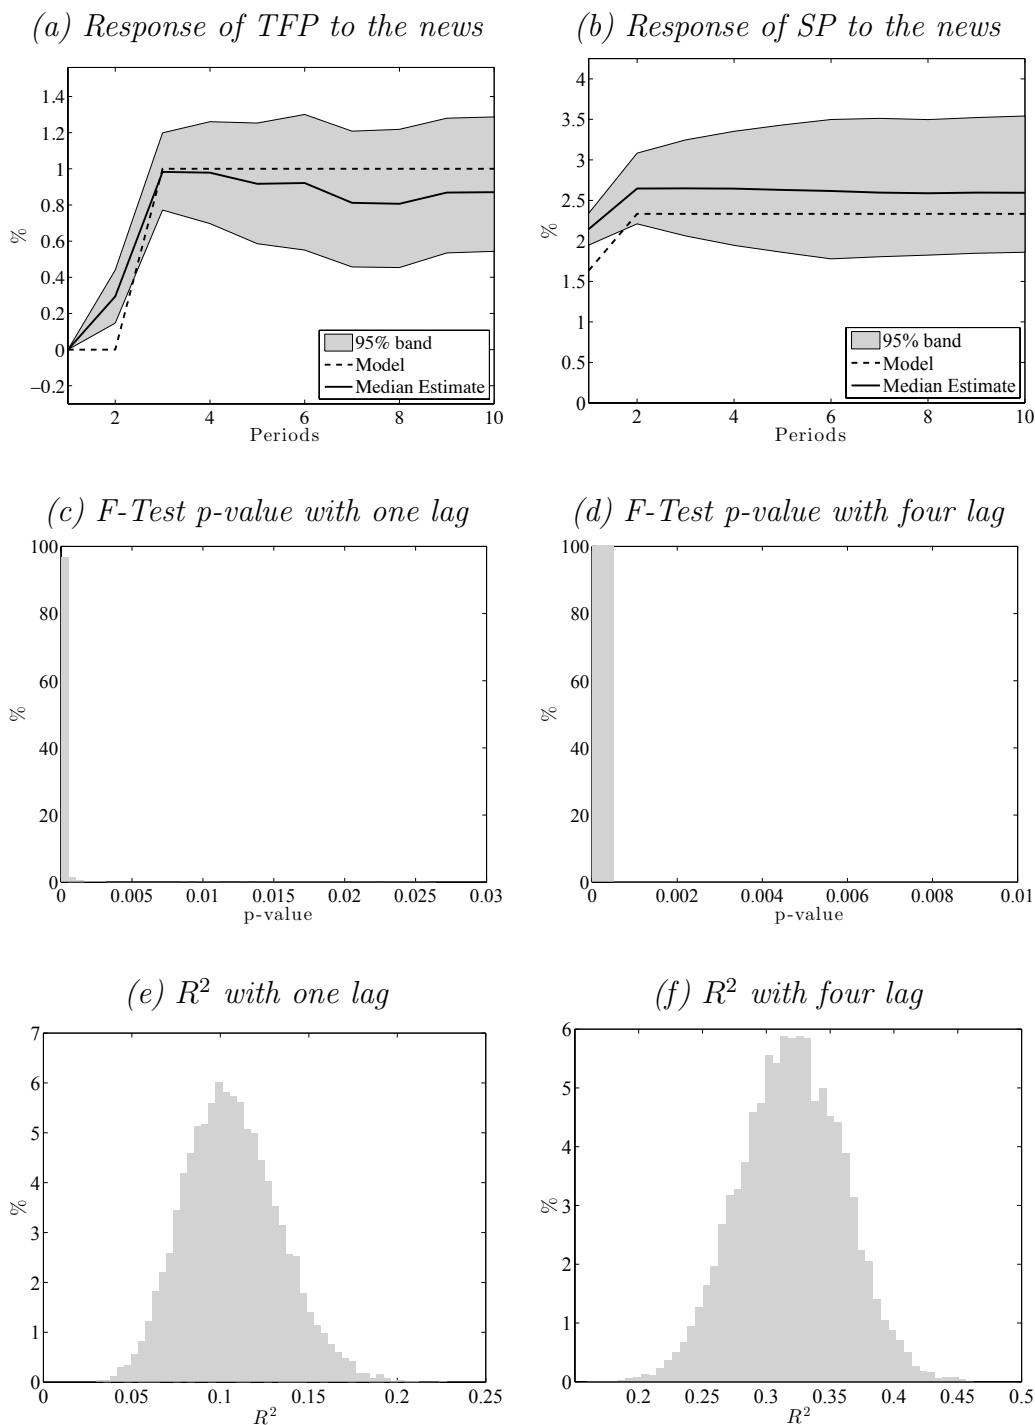 (a) Response of TFP to the news
(b) Response of SP to the news
1.4
1.2
1
0.8
0.6
0.4
0.2
0
−0.2
%
95% band
Model
Median Estimate
2 4 6 8 10
Periods
4
3.5
3
2.5
2
1.5
1
0.5
0
%
95% band
Model
Median Estimate
2 4 6 8 10
Periods
(c) F-Test p-value with one lag
(d) F-Test p-value with four lag
100
80
60
40
20
0
%
0 0.005 0.01 0.015 0.02 0.025 0.03
p-value
100
80
60
40
20
0
%
0 0.002 0.004 0.006 0.008 0.01
p-value
(e) R² with one lag
(f) R² with four lag
7
6
5
4
3
2
1
0
%
0 0.05 0.1 0.15 0.2 0.25
R²
6
5
4
3
2
1
0
%
0.2 0.25 0.3 0.35 0.4 0.45 0.5
R²